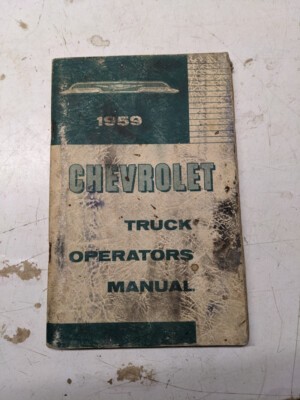 1959
CHEVROLET
TRUCK
OPERATORS
MANUAL